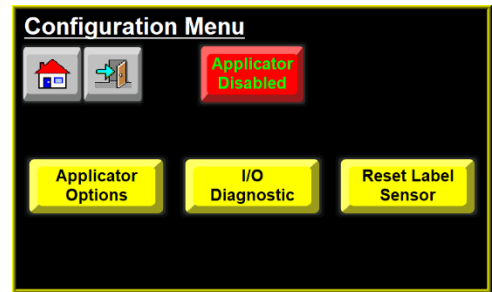 Configuration Menu
Applicator
Disabled
Applicator
Options
I/O
Diagnostic
Reset Label
Sensor